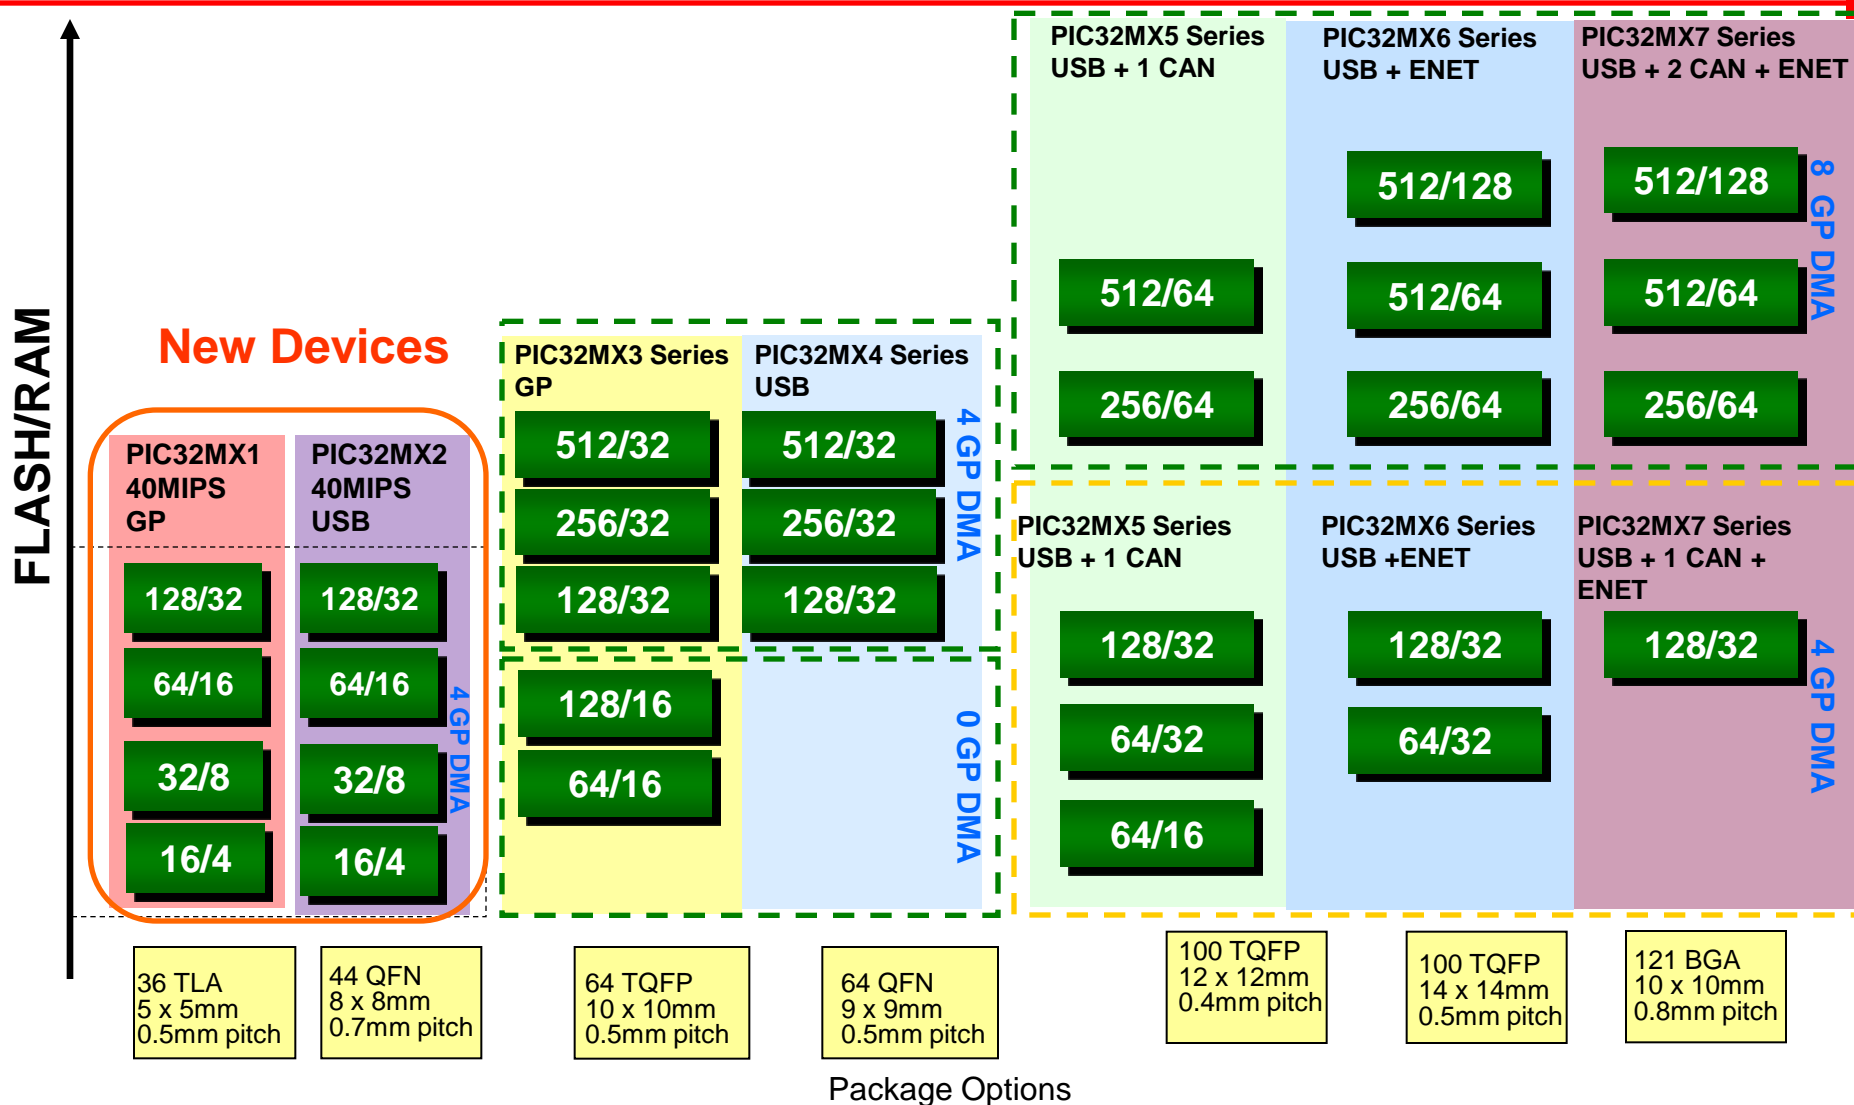 FLASH/RAM
New Devices
PIC32MX1
40MIPS
GP
128/32
64/16
32/8
16/4
PIC32MX2
40MIPS
USB
128/32
64/16
32/8
16/4
4 GP DMA
PIC32MX3 Series
GP
512/32
256/32
128/32
128/16
64/16
PIC32MX4 Series
USB
512/32
256/32
128/32
4 GP DMA
0 GP DMA
PIC32MX5 Series
USB + 1 CAN
512/64
256/64
PIC32MX6 Series
USB + ENET
512/128
512/64
256/64
PIC32MX7 Series
USB + 2 CAN + ENET
512/128
512/64
256/64
8 GP DMA
PIC32MX5 Series
USB + 1 CAN
128/32
64/32
64/16
PIC32MX6 Series
USB +ENET
128/32
64/32
PIC32MX7 Series
USB + 1 CAN +
ENET
128/32
4 GP DMA
36 TLA
5 x 5mm
0.5mm pitch
44 QFN
8 x 8mm
0.7mm pitch
64 TQFP
10 x 10mm
0.5mm pitch
64 QFN
9 x 9mm
0.5mm pitch
100 TQFP
12 x 12mm
0.4mm pitch
100 TQFP
14 x 14mm
0.5mm pitch
121 BGA
10 x 10mm
0.8mm pitch
Package Options